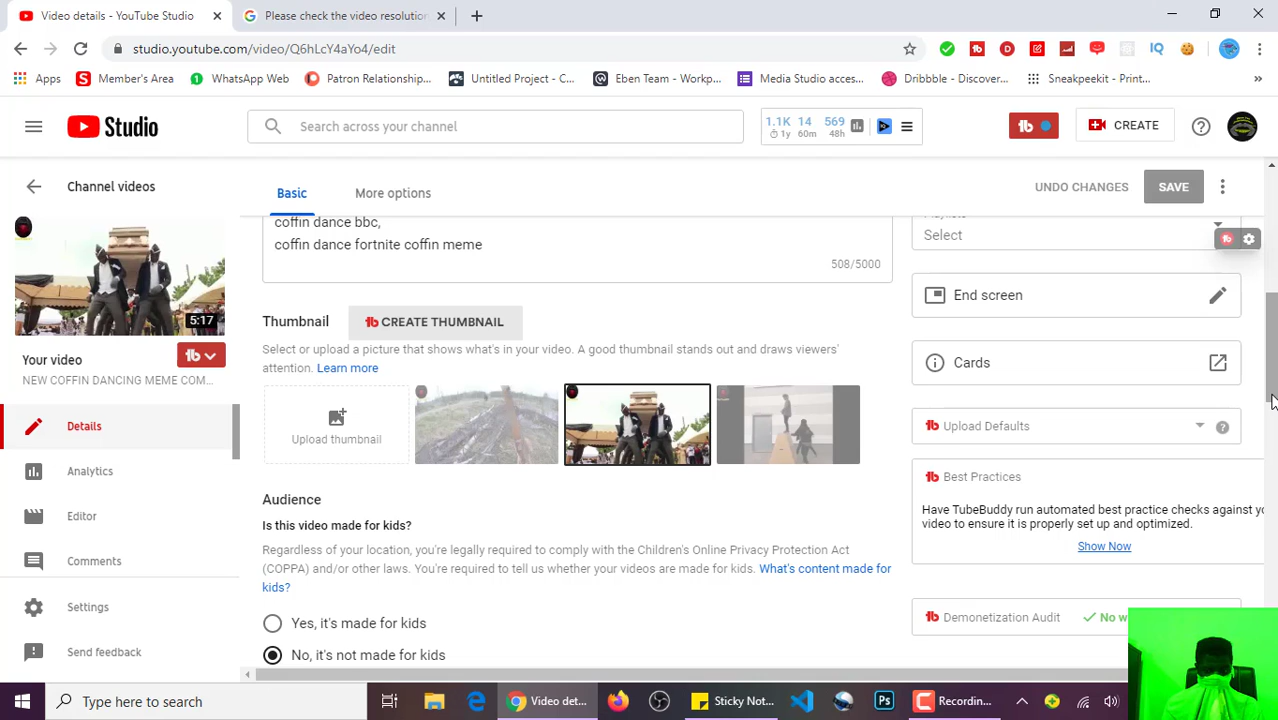 Video details - YouTube Studio
Please check the video resolutio
studio.youtube.com/video/Q6hLcY4aYo4/edit
Apps
Member's Area
WhatsApp Web
Patron Relationship...
Untitled Project - C...
Eben Team - Workp...
Media Studio acces...
Dribbble - Discover...
Sneakpeekit - Print...
Studio
Search across your channel
1.1K 14 569
1y 60m 48h
CREATE
Channel videos
Basic
More options
UNDO CHANGES
SAVE
5:17
Your video
NEW COFFIN DANCING MEME COM...
Details
Analytics
Editor
Comments
Settings
Send feedback
coffin dance bbc,
coffin dance fortnite coffin meme
508/5000
Thumbnail
CREATE THUMBNAIL
Select or upload a picture that shows what's in your video. A good thumbnail stands out and draws viewers'
attention. Learn more
Upload thumbnail
Audience
Is this video made for kids?
Regardless of your location, you're legally required to comply with the Children's Online Privacy Protection Act
(COPPA) and/or other laws. You're required to tell us whether your videos are made for kids. What's content made for
kids?
Yes, it's made for kids
No, it's not made for kids
Select
End screen
Cards
Upload Defaults
Best Practices
Have TubeBuddy run automated best practice checks against yo
video to ensure it is properly set up and optimized.
Show Now
Demonetization Audit
No w
Type here to search
Video det...
Sticky Not...
Recording...